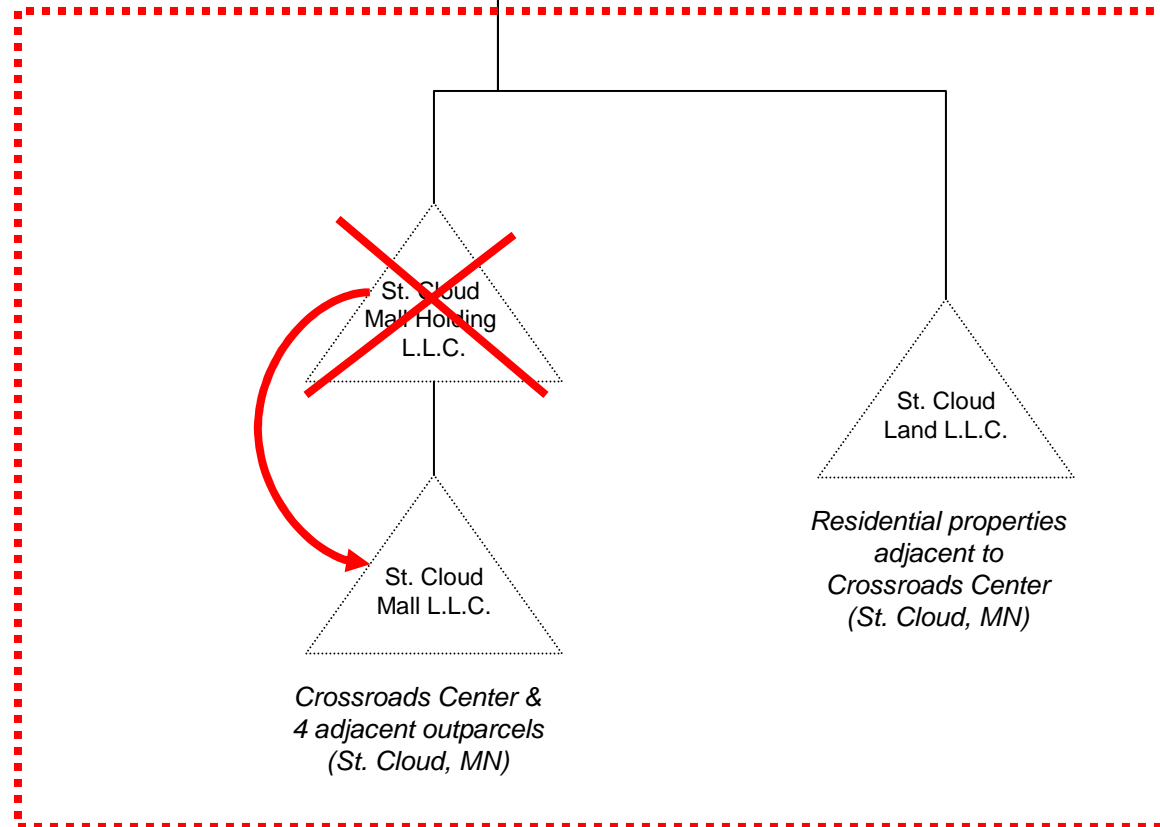 St. Cloud
Mall Holding
L.L.C.
St. Cloud
Land L.L.C.
Residential properties
adjacent to
Crossroads Center
(St. Cloud, MN)
St. Cloud
Mall L.L.C.
Crossroads Center &
4 adjacent outparcels
(St. Cloud, MN)